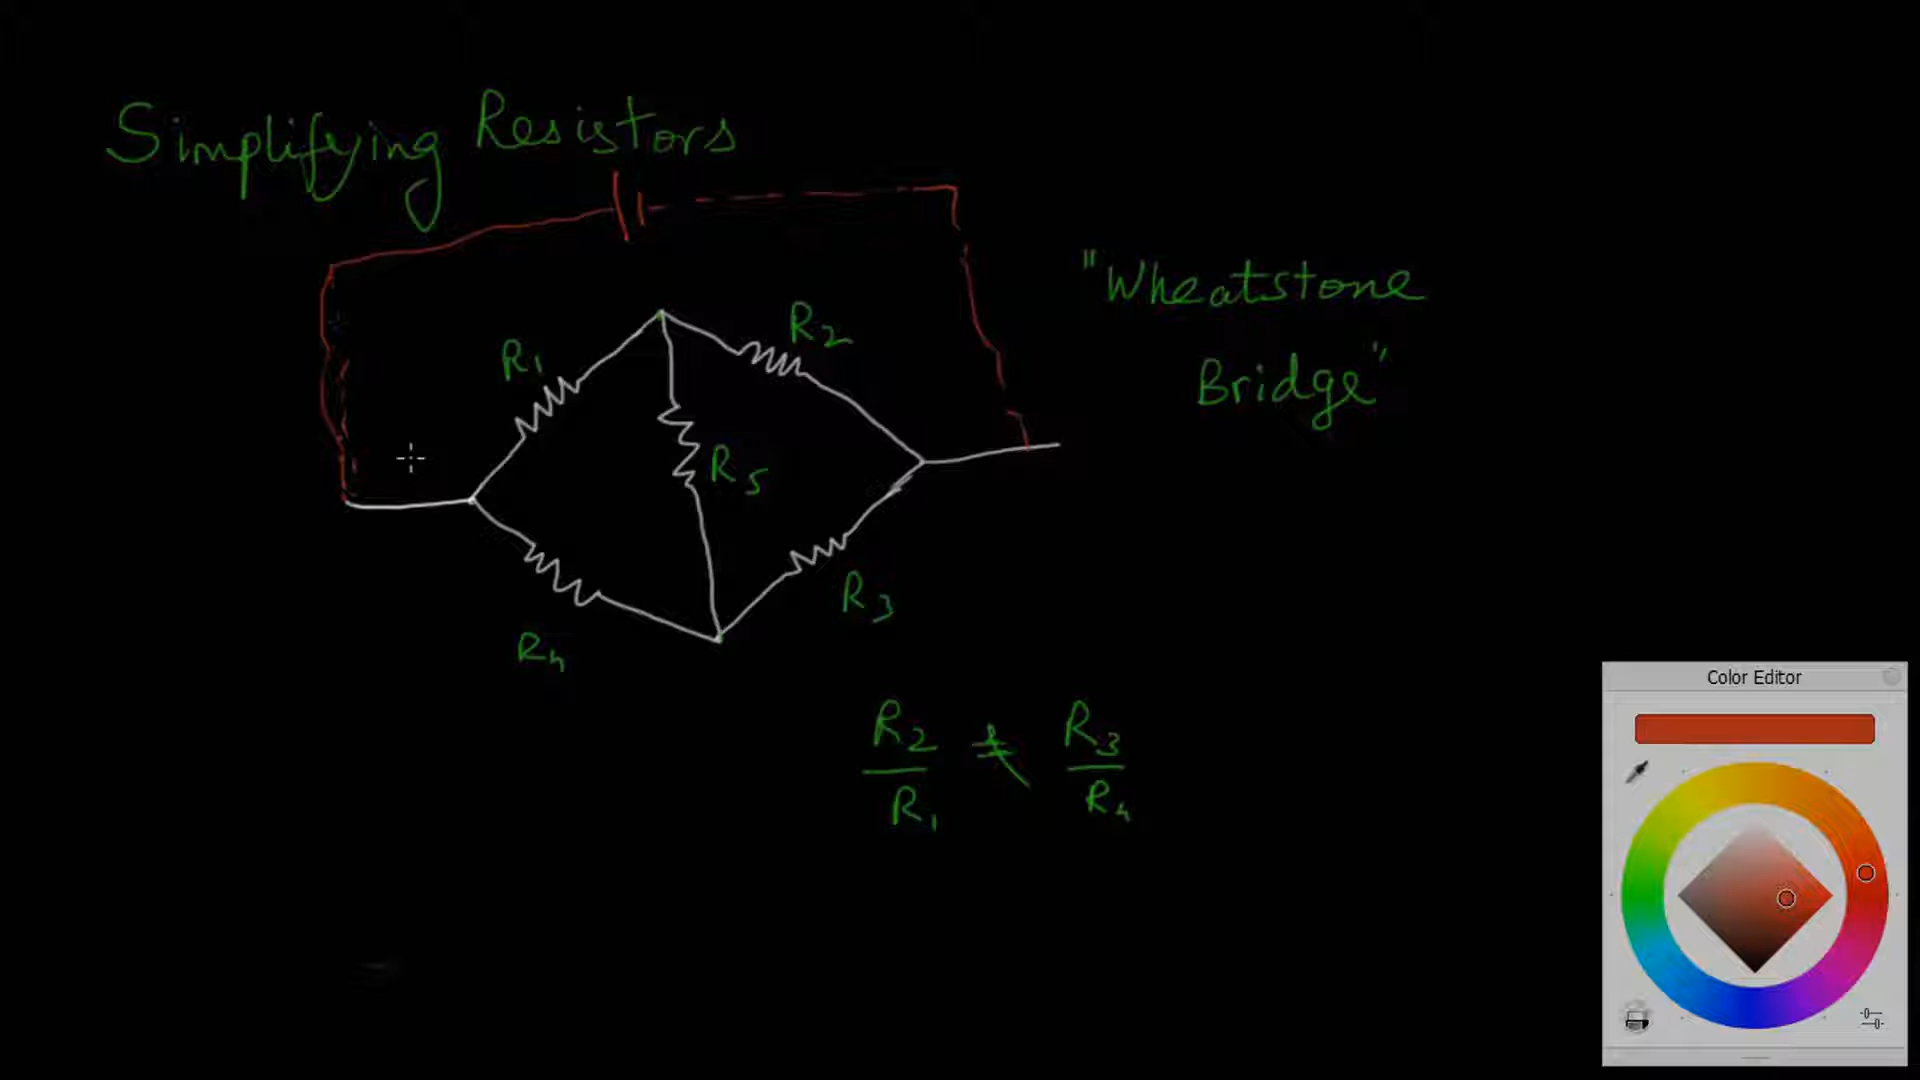 Simplifying Resistors
"Wheatstone
Bridge"
R1
R2
R5
R3
R4
R2/R1 ≠ R3/R4
Color Editor